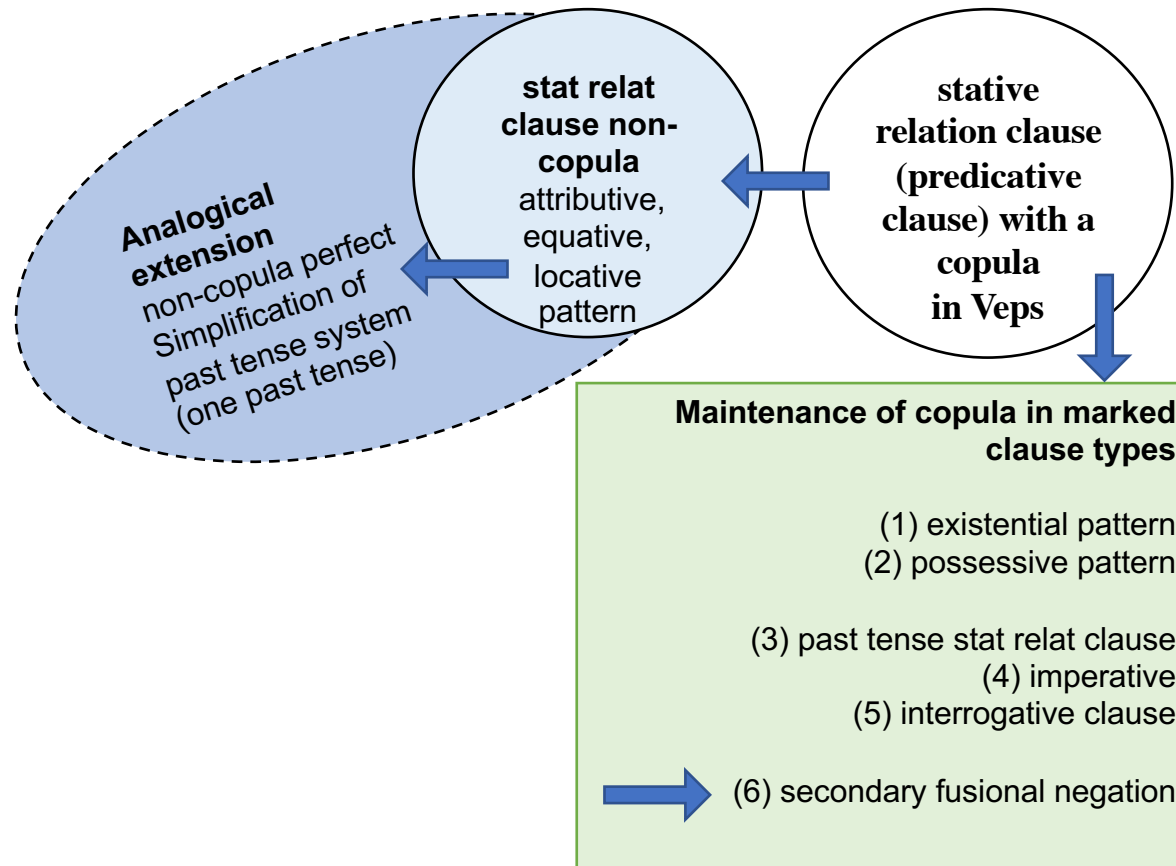 Analogical
extension
non-copula perfect
Simplification of
past tense system
(one past tense)
stat relat
clause non-
copula
attributive,
equative,
locative
pattern
stative
relation clause
(predicative
clause) with a
copula
in Veps
Maintenance of copula in marked
clause types
(1) existential pattern
(2) possessive pattern
(3) past tense stat relat clause
(4) imperative
(5) interrogative clause
(6) secondary fusional negation